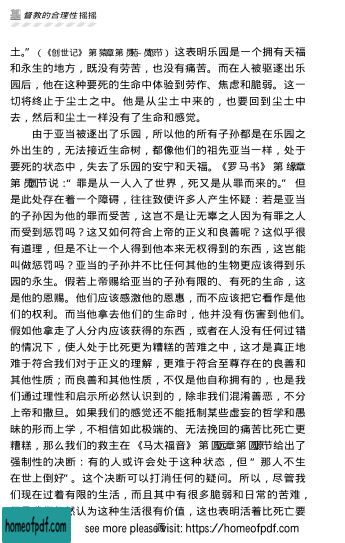 督教的合理性
土。”（《创世记》第 章第 节）这表明乐园是一个拥有天福
和永生的地方，既没有劳苦，也没有痛苦。而在人被驱逐出乐
园后，他在这种要死的生命中体验到劳作、焦虑和脆弱。这一
切将终止于尘土之中。他是从尘土中来的，也要回到尘土中
去，然后和尘土一样没有了生命和感觉。
由于亚当被逐出了乐园，所以他的所有子孙都是在乐园之
外出生的，无法接近生命树，都像他们的祖先亚当一样，处于
要死的状态中，失去了乐园的安宁和天福。《罗马书》第 章
第 节说：“罪是从一人入了世界，死又是从罪而来的。”但
是此处存在着一个障碍，往往致使许多人产生怀疑：若是亚当
的子孙因为他的罪而受苦，这岂不是让无辜之人因为有罪之人
而受到惩罚吗？这又如何符合上帝的正义和良善呢？这似乎很
有道理，但是不让一个人得到他本来无权得到的东西，这岂能
叫做惩罚吗？亚当的子孙并不比任何其他的生物更应该得到乐
园的永生。假若上帝赐给亚当的子孙有限的、有死的生命，这
是他的恩赐。他们应该感激他的恩惠，而不应该把它看作是他
们的权利。而当他拿去他们的生命时，他并没有伤害到他们。
假如他拿走了人分内应该获得的东西，或者在人没有任何过错
的情况下，使人处于比死更为糟糕的苦难之中，这才是真正地
难于符合我们对于正义的理解，更难于符合至尊存在的良善和
其他性质；而良善和其他性质，不仅是他自称拥有的，也是我
们通过理性和启示所必然认识到的，除非我们混淆善恶，不分
上帝和撒旦。如果我们的感觉还不能抵制某些虚妄的哲学和愚
昧的形而上学，不相信如此极端的、无法挽回的痛苦比死亡更
糟糕，那么我们的救主在《马太福音》第 章第 节给出了
强制性的决断：有的人或许会处于这种状态，但“那人不生
在世上倒好”。这个决断可以打消任何的疑问。所以，尽管我
们现在过着有限的生活，而且其中有很多脆弱和日常的苦难，
认为这种生活很有价值，这也表明活着比死亡要
homeofpdf.com see more please visit: https://homeofpdf.com